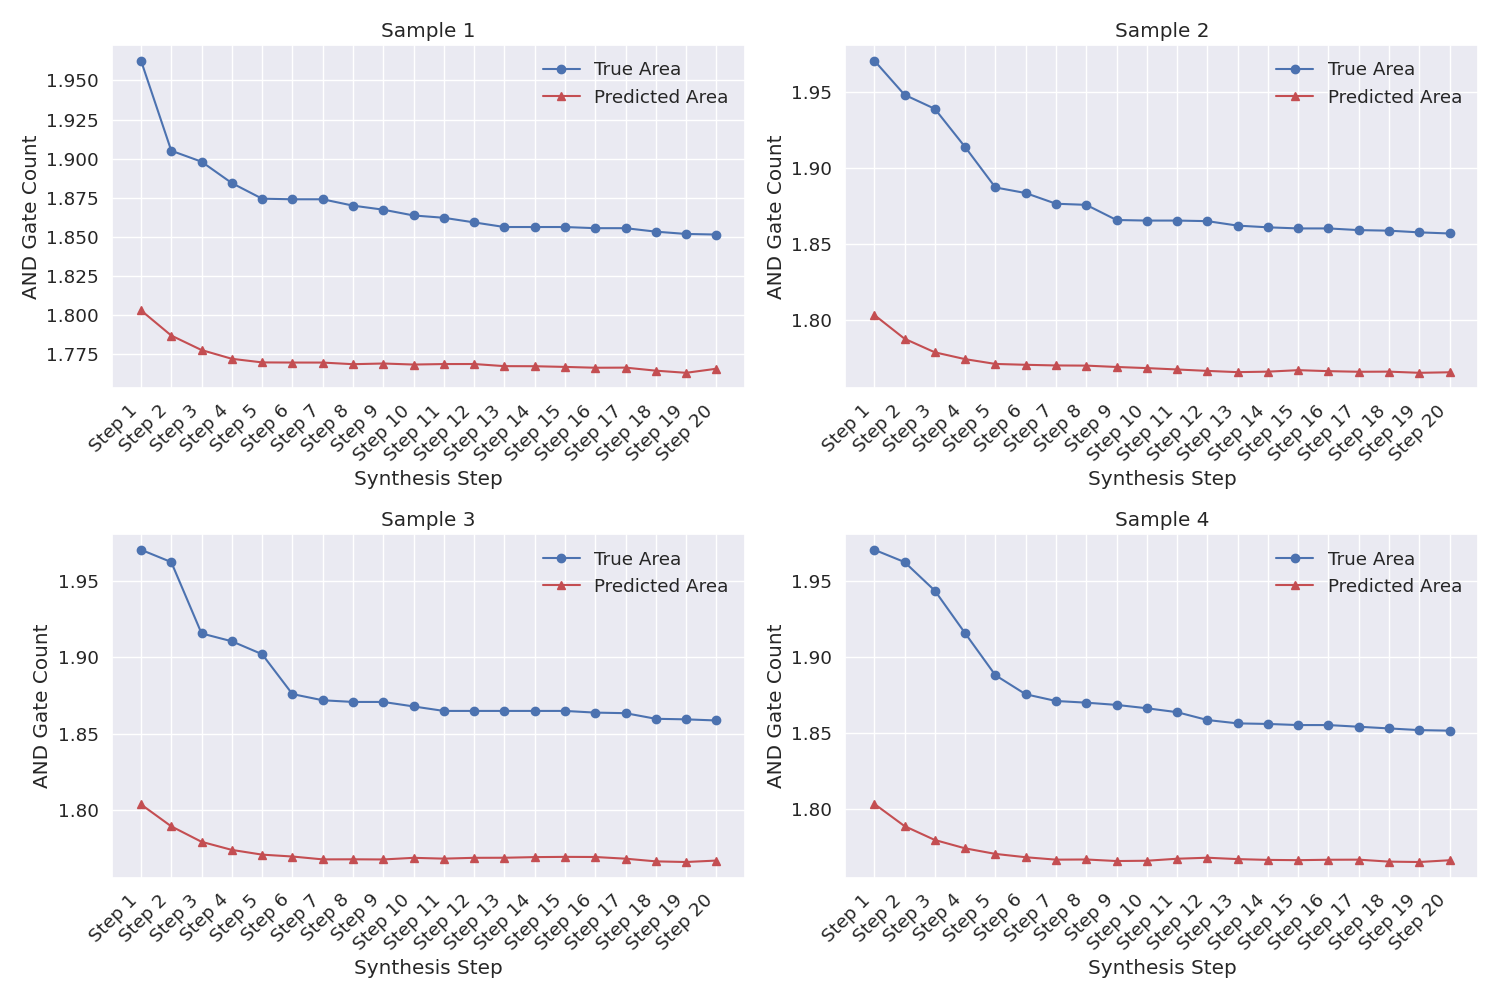 Sample 1
True Area
Predicted Area
AND Gate Count
1.950
1.925
1.900
1.875
1.850
1.825
1.800
1.775
Step 1
Step 2
Step 3
Step 4
Step 5
Step 6
Step 7
Step 8
Step 9
Step 10
Step 11
Step 12
Step 13
Step 14
Step 15
Step 16
Step 17
Step 18
Step 19
Step 20
Synthesis Step
Sample 2
True Area
Predicted Area
AND Gate Count
1.95
1.90
1.85
1.80
Step 1
Step 2
Step 3
Step 4
Step 5
Step 6
Step 7
Step 8
Step 9
Step 10
Step 11
Step 12
Step 13
Step 14
Step 15
Step 16
Step 17
Step 18
Step 19
Step 20
Synthesis Step
Sample 3
True Area
Predicted Area
AND Gate Count
1.95
1.90
1.85
1.80
Step 1
Step 2
Step 3
Step 4
Step 5
Step 6
Step 7
Step 8
Step 9
Step 10
Step 11
Step 12
Step 13
Step 14
Step 15
Step 16
Step 17
Step 18
Step 19
Step 20
Synthesis Step
Sample 4
True Area
Predicted Area
AND Gate Count
1.95
1.90
1.85
1.80
Step 1
Step 2
Step 3
Step 4
Step 5
Step 6
Step 7
Step 8
Step 9
Step 10
Step 11
Step 12
Step 13
Step 14
Step 15
Step 16
Step 17
Step 18
Step 19
Step 20
Synthesis Step